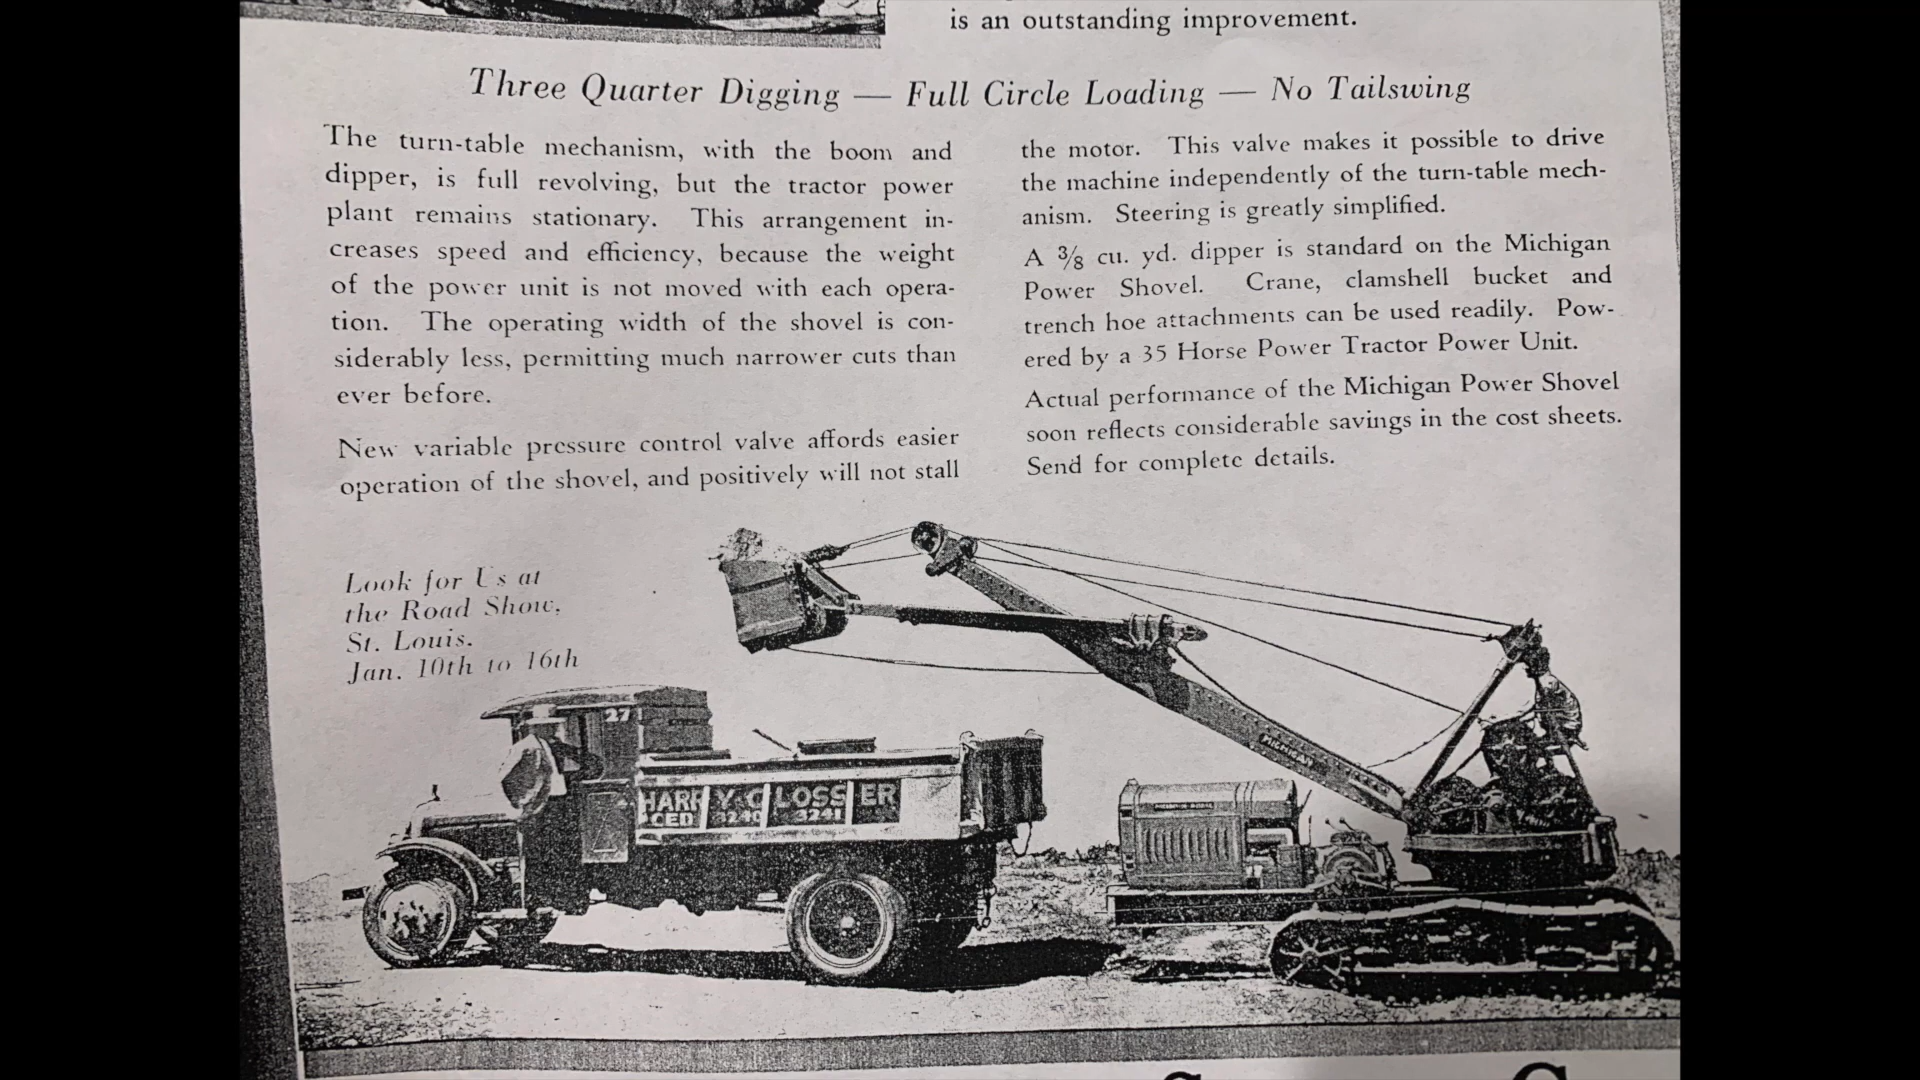 is an outstanding improvement.
Three Quarter Digging — Full Circle Loading — No Tailswing
The turn-table mechanism, with the boom and
dipper, is full revolving, but the tractor power
plant remains stationary. This arrangement in-
creases speed and efficiency, because the weight
of the power unit is not moved with each opera-
tion. The operating width of the shovel is con-
siderably less, permitting much narrower cuts than
ever before.
New variable pressure control valve affords easier
operation of the shovel, and positively will not stall
the motor. This valve makes it possible to drive
the machine independently of the turn-table mech-
anism. Steering is greatly simplified.
A ⅜ cu. yd. dipper is standard on the Michigan
Power Shovel. Crane, clamshell bucket and
trench hoe attachments can be used readily. Pow-
ered by a 35 Horse Power Tractor Power Unit.
Actual performance of the Michigan Power Shovel
soon reflects considerable savings in the cost sheets.
Send for complete details.
Look for Us at
the Road Show,
St. Louis.
Jan. 10th to 16th
27
MICHIGAN
HARRY C LOSSER
CED 3240 3241